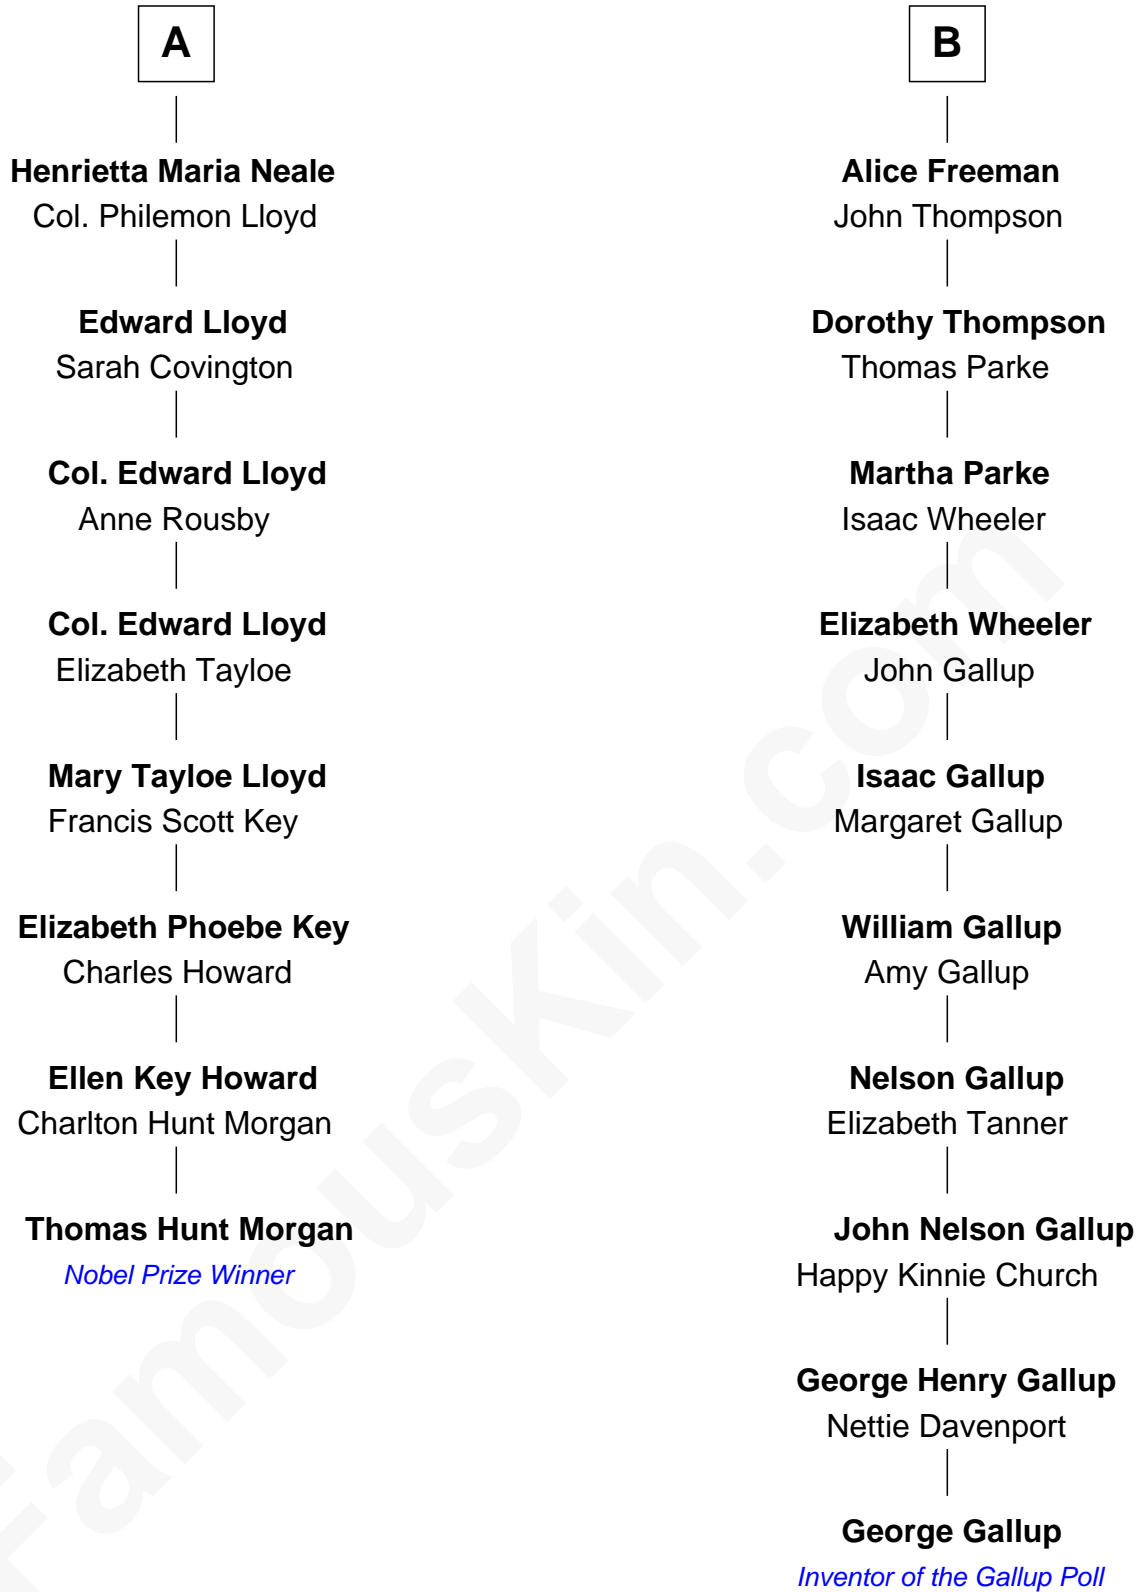 A
Henrietta Maria Neale
Col. Philemon Lloyd
Edward Lloyd
Sarah Covington
Col. Edward Lloyd
Anne Rousby
Col. Edward Lloyd
Elizabeth Tayloe
Mary Tayloe Lloyd
Francis Scott Key
Elizabeth Phoebe Key
Charles Howard
Ellen Key Howard
Charlton Hunt Morgan
Thomas Hunt Morgan
Nobel Prize Winner
B
Alice Freeman
John Thompson
Dorothy Thompson
Thomas Parke
Martha Parke
Isaac Wheeler
Elizabeth Wheeler
John Gallup
Isaac Gallup
Margaret Gallup
William Gallup
Amy Gallup
Nelson Gallup
Elizabeth Tanner
John Nelson Gallup
Happy Kinnie Church
George Henry Gallup
Nettie Davenport
George Gallup
Inventor of the Gallup Poll
FamousKin.com